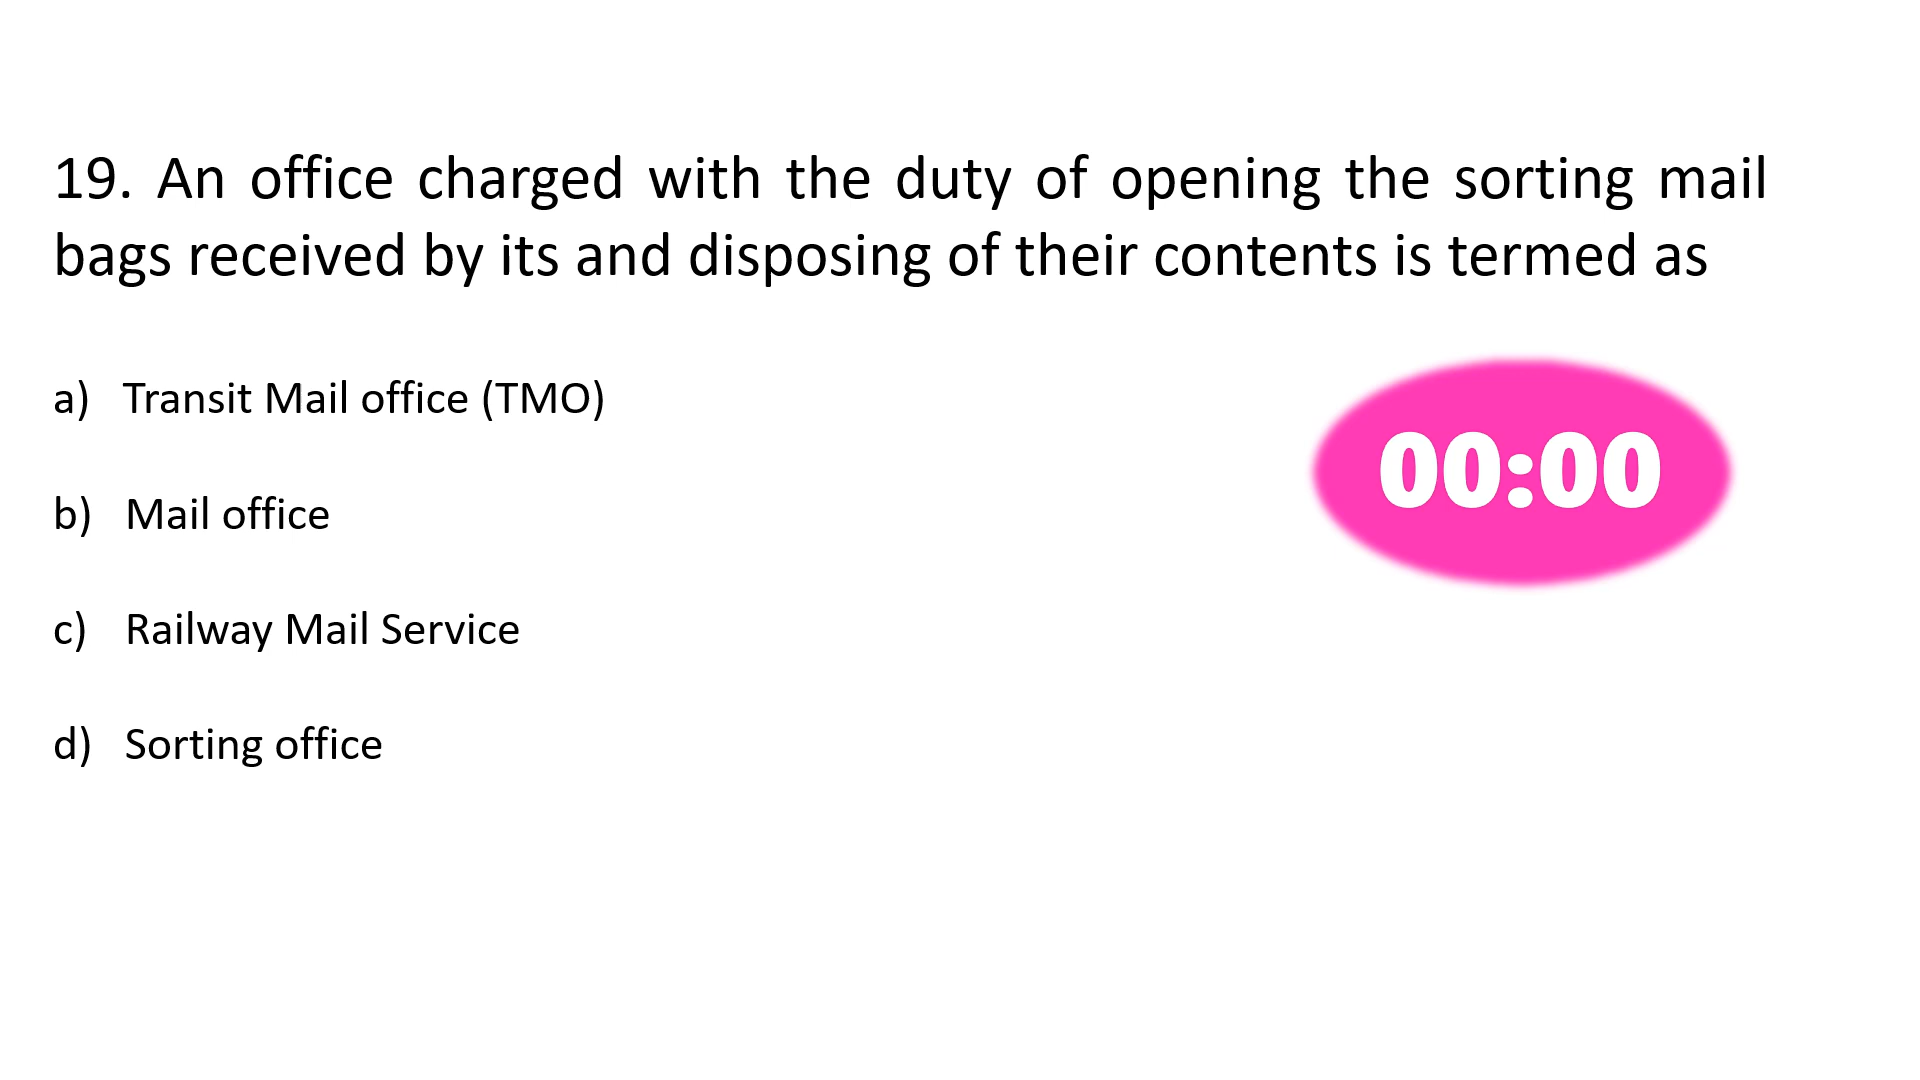 19. An office charged with the duty of opening the sorting mail
bags received by its and disposing of their contents is termed as
a) Transit Mail office (TMO)
00:00
b) Mail office
c) Railway Mail Service
d) Sorting office